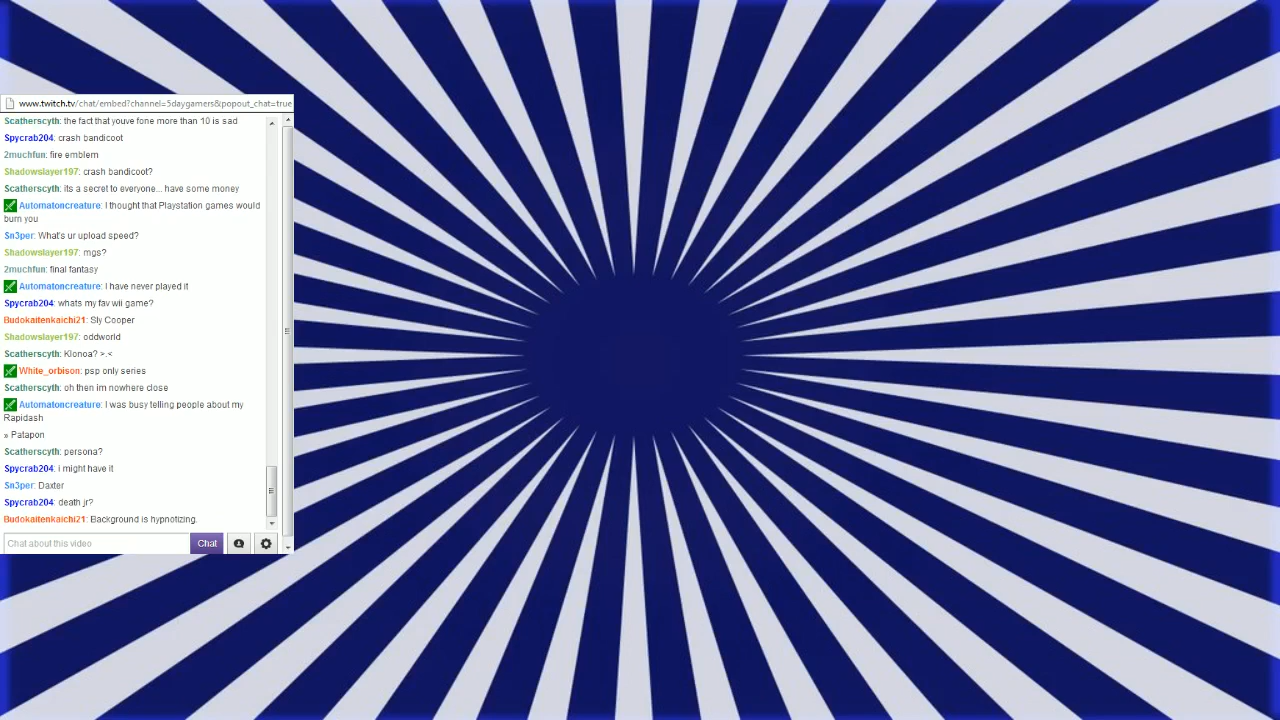 www.twitch.tv/chat/embed?channel=5daygamers&popout_chat=true
Scatherscyth: the fact that youve fone more than 10 is sad
Spycrab204: crash bandicoot
2muchfun: fire emblem
Shadowslayer197: crash bandicoot?
Scatherscyth: its a secret to everyone... have some money
Automatoncreature: I thought that Playstation games would
burn you
Sn3per: What's ur upload speed?
Shadowslayer197: mgs?
2muchfun: final fantasy
Automatoncreature: I have never played it
Spycrab204: whats my fav wii game?
Budokaitenkaichi21: Sly Cooper
Shadowslayer197: oddworld
Scatherscyth: Klonoa? >.<
White_orbison: psp only series
Scatherscyth: oh then im nowhere close
Automatoncreature: I was busy telling people about my
Rapidash
» Patapon
Scatherscyth: persona?
Spycrab204: i might have it
Sn3per: Daxter
Spycrab204: death jr?
Budokaitenkaichi21: Background is hypnotizing.
Chat about this video
Chat